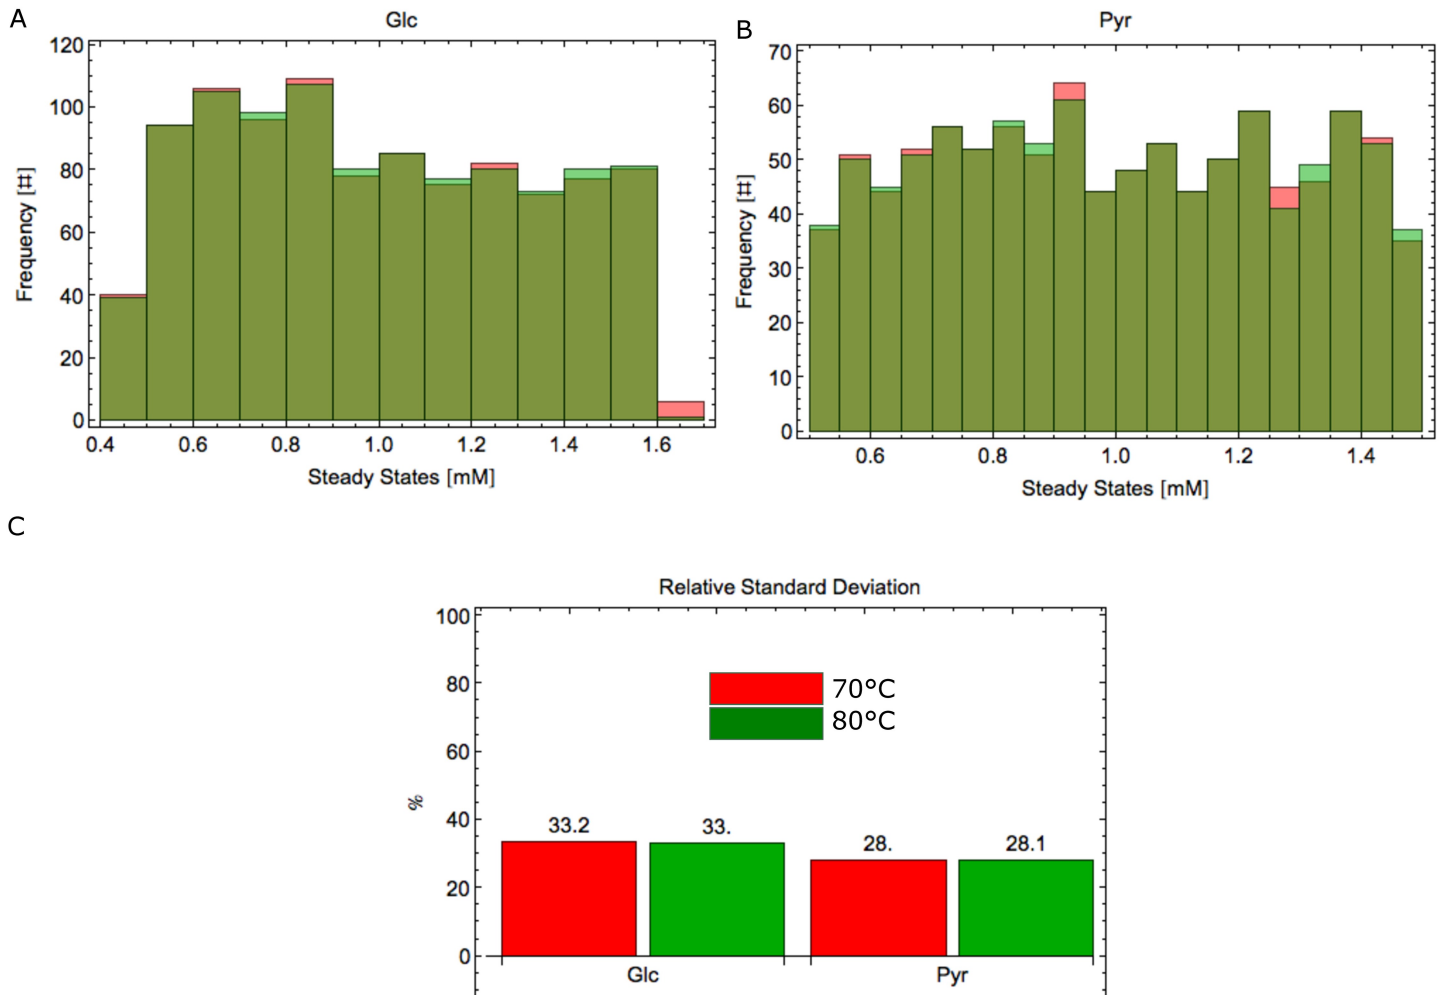 A
Glc
120
100
80
60
40
20
0
Frequency [#]
0.4 0.6 0.8 1.0 1.2 1.4 1.6
Steady States [mM]
B
Pyr
70
60
50
40
30
20
10
0
Frequency [#]
0.6 0.8 1.0 1.2 1.4
Steady States [mM]
C
Relative Standard Deviation
100
80
60
40
20
0
%
70°C
80°C
33.2 33. 28. 28.1
Glc Pyr